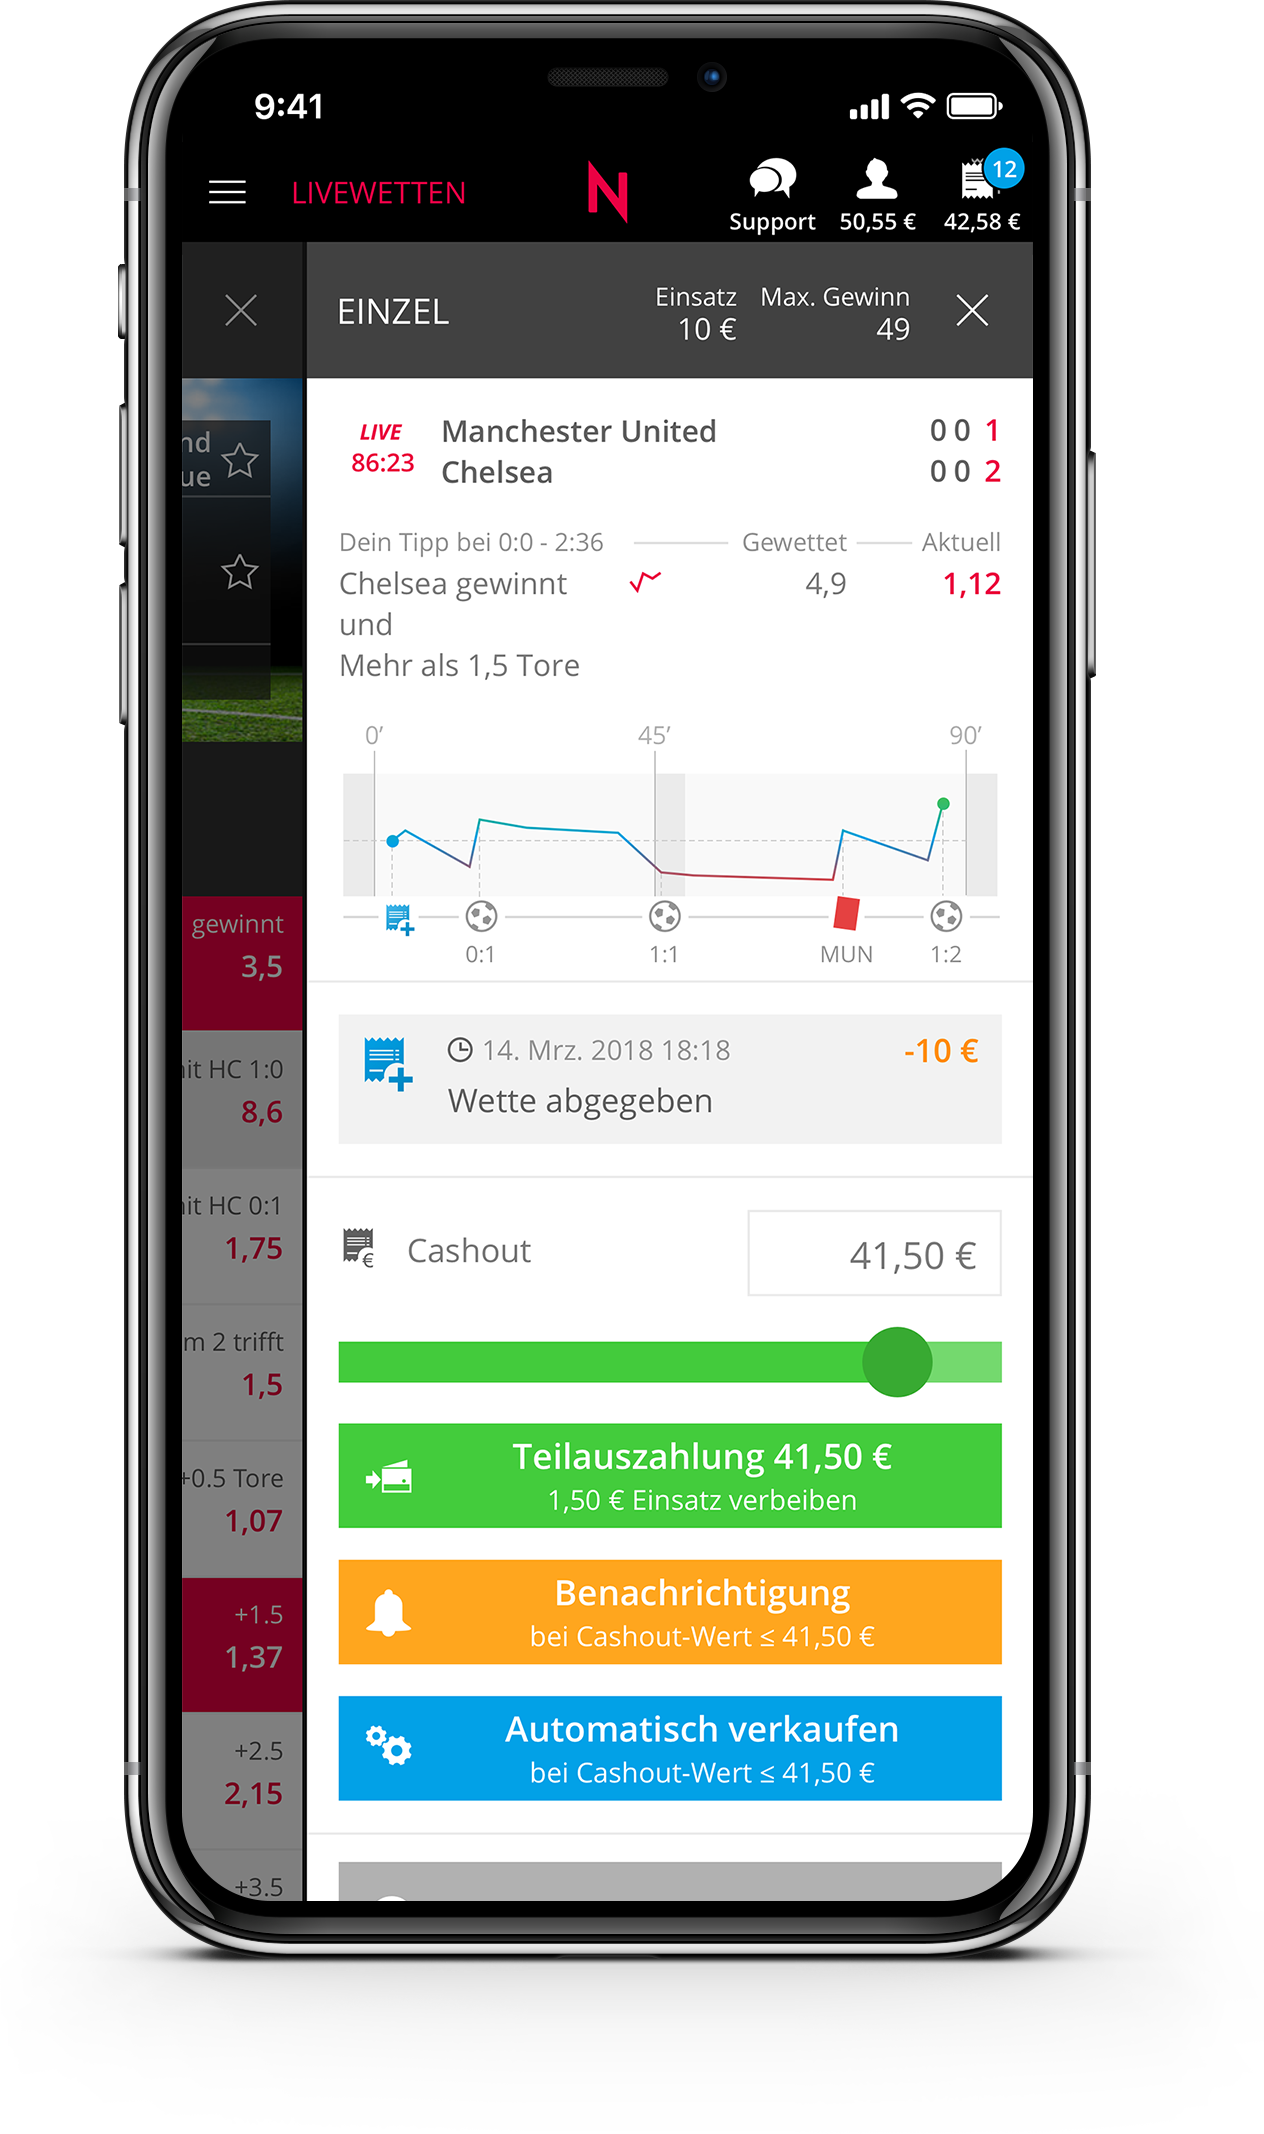 9:41
LIVEWETTEN
N
12
Support
50,55 €
42,58 €
EINZEL
Einsatz
10 €
Max. Gewinn
49
LIVE
86:23
Manchester United
0 0 1
Chelsea
0 0 2
Dein Tipp bei 0:0 - 2:36
Gewettet
Aktuell
Chelsea gewinnt
4,9
1,12
und
Mehr als 1,5 Tore
0’
45’
90’
0:1
1:1
MUN
1:2
14. Mrz. 2018 18:18
-10 €
Wette abgegeben
Cashout
€
41,50 €
Teilauszahlung 41,50 €
1,50 € Einsatz verbeiben
Benachrichtigung
bei Cashout-Wert ≤ 41,50 €
Automatisch verkaufen
bei Cashout-Wert ≤ 41,50 €
nd
ue
gewinnt
3,5
it HC 1:0
8,6
it HC 0:1
1,75
m 2 trifft
1,5
+0.5 Tore
1,07
+1.5
1,37
+2.5
2,15
+3.5